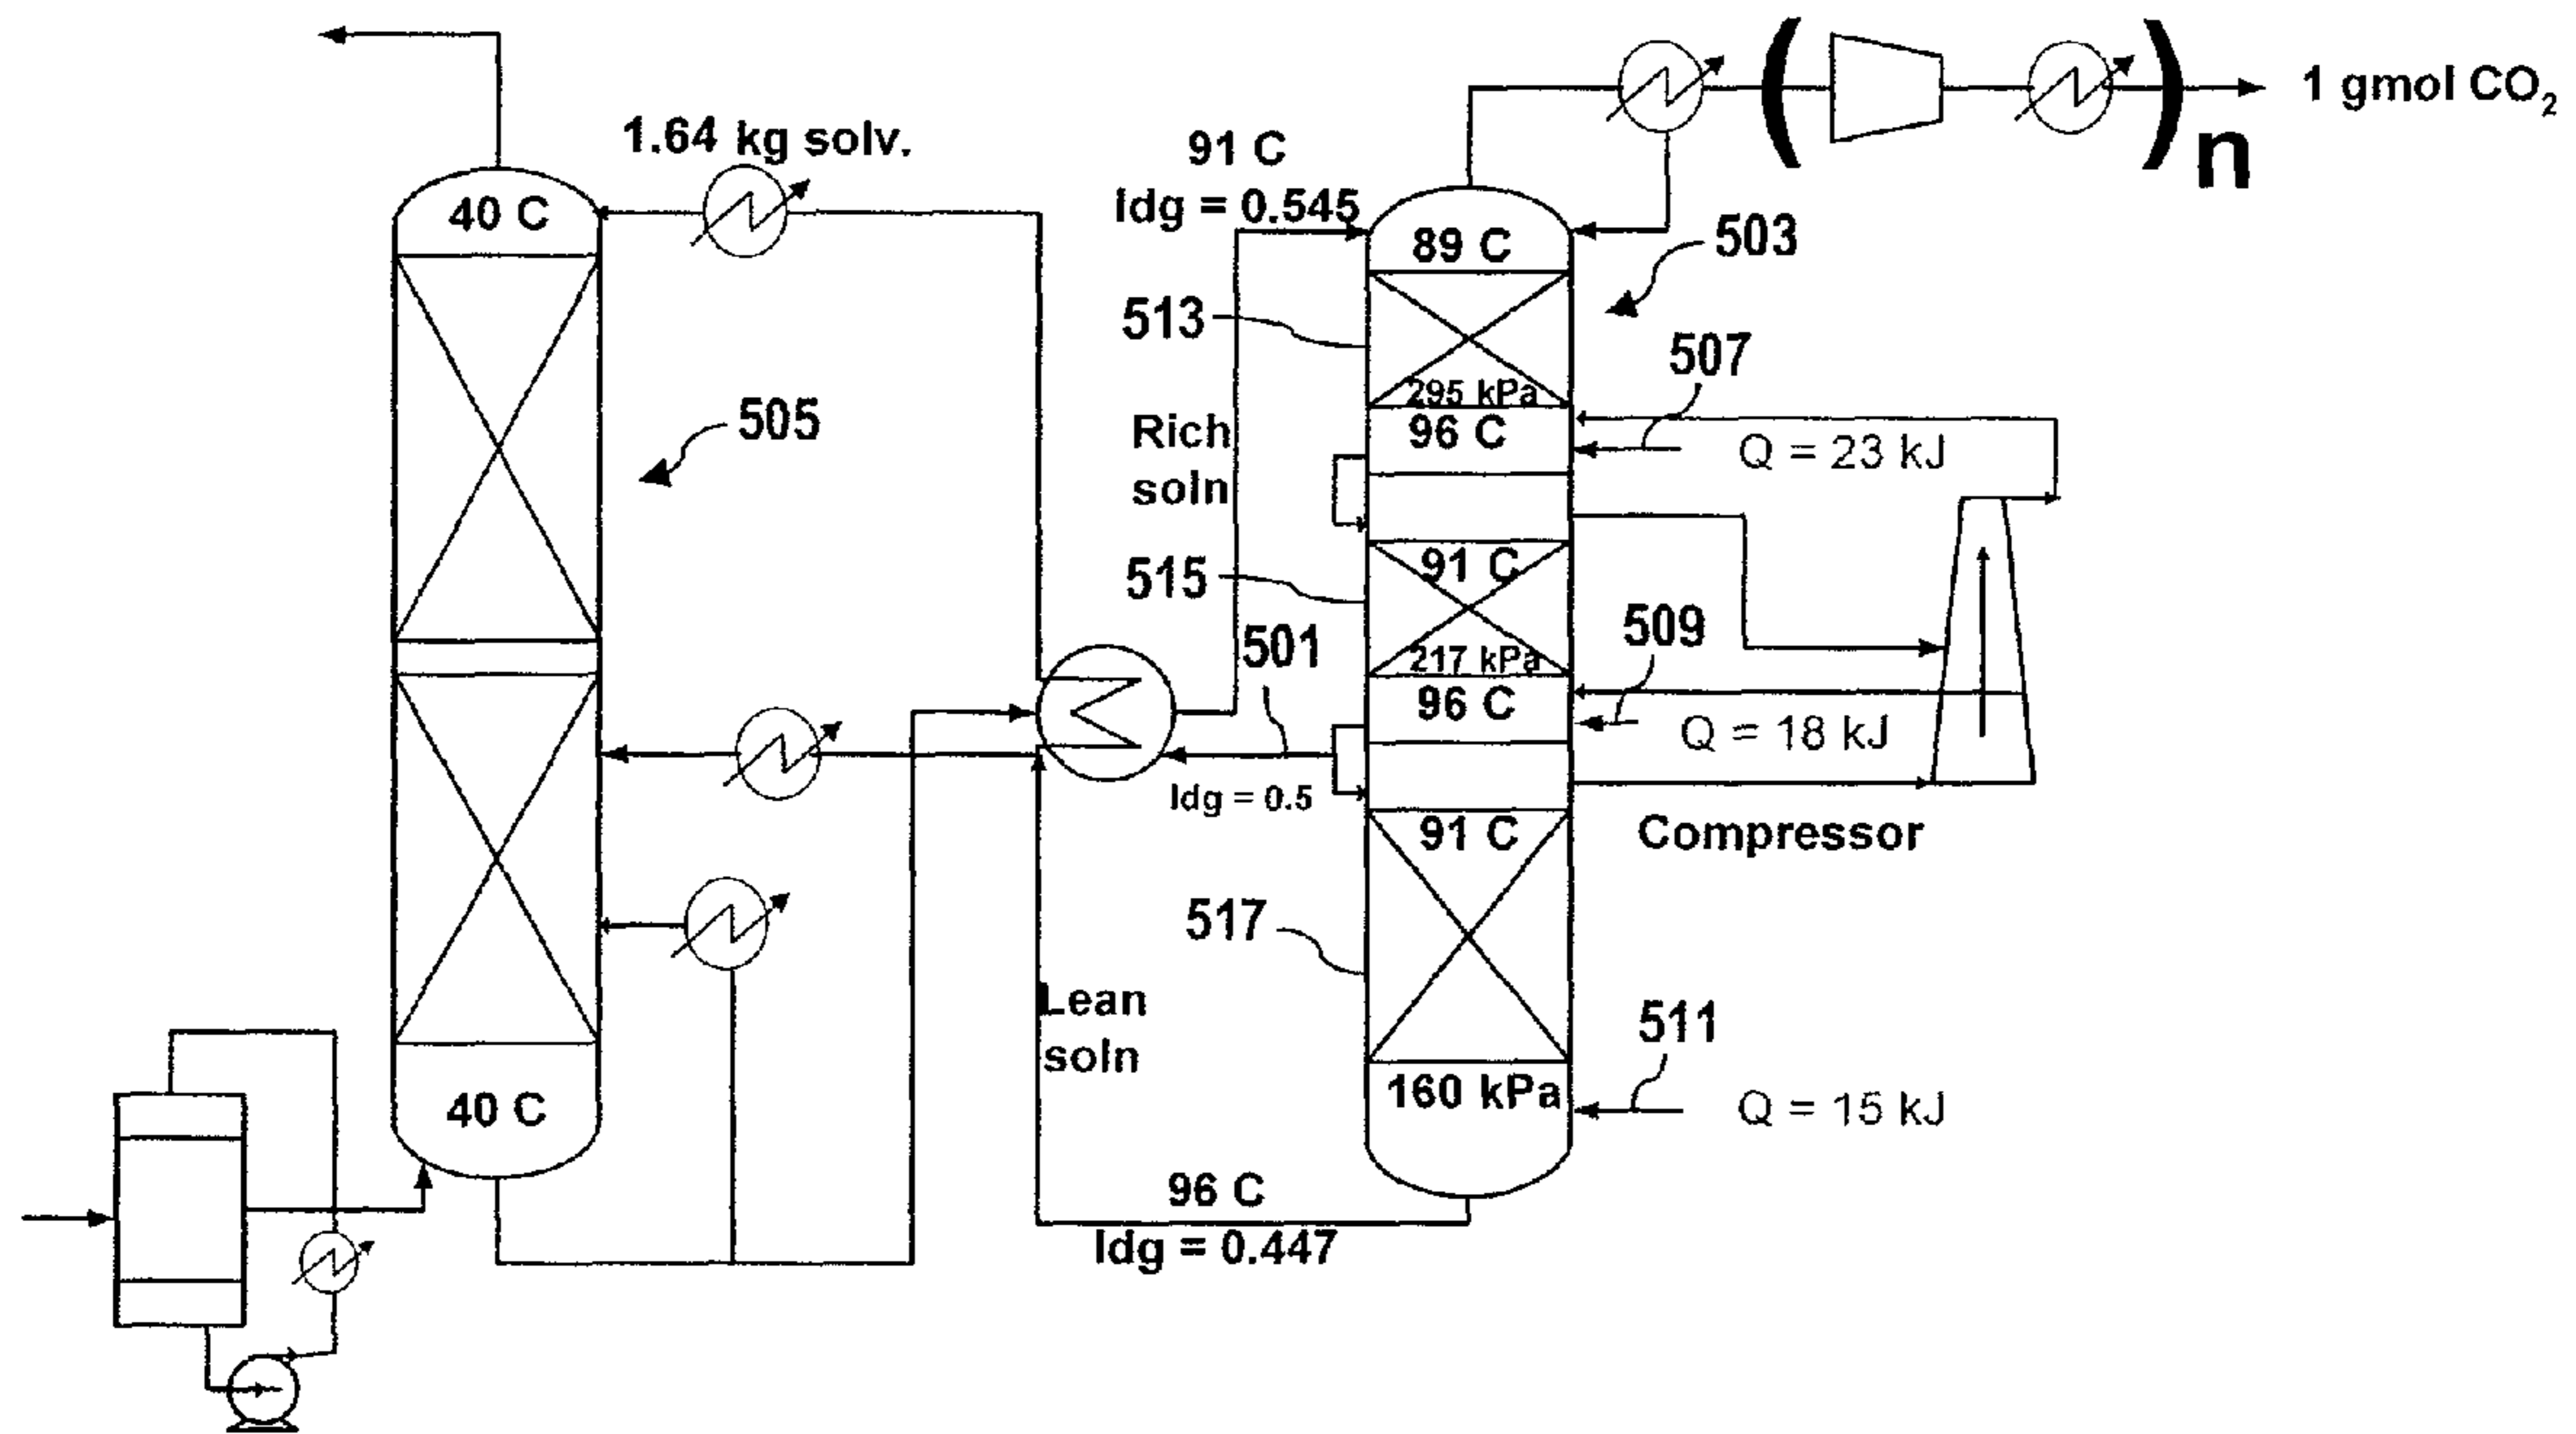 1 gmol CO₂
n
1.64 kg solv.
91 C
ldg = 0.545
40 C
89 C
503
513
507
295 kPa
96 C
Q = 23 kJ
505
Rich
soln
91 C
515
509
501
217 kPa
96 C
Q = 18 kJ
ldg = 0.5
91 C
Compressor
517
Lean
soln
511
160 kPa
Q = 15 kJ
40 C
96 C
ldg = 0.447